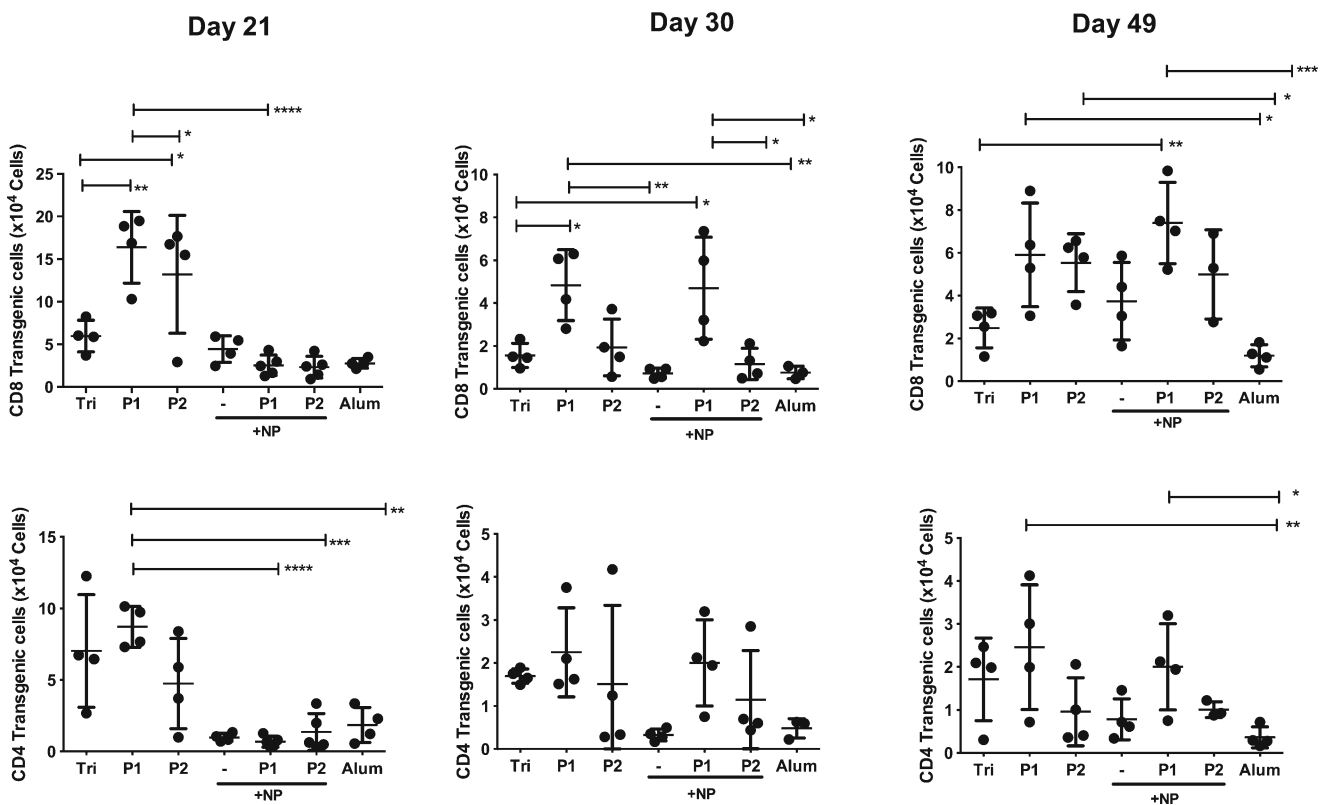 Day 21
Day 30
Day 49
CD8 Transgenic cells (x10⁴ Cells)
25
20
15
10
5
0
****
*
*
**
Tri P1 P2 - P1 P2 Alum
+NP
CD8 Transgenic cells (x10⁴ Cells)
10
8
6
4
2
0
*
*
**
**
*
*
Tri P1 P2 - P1 P2 Alum
+NP
CD8 Transgenic cells (x10⁴ Cells)
10
8
6
4
2
0
***
*
*
**
Tri P1 P2 - P1 P2 Alum
+NP
CD4 Transgenic cells (x10⁴ Cells)
15
10
5
0
**
***
****
Tri P1 P2 - P1 P2 Alum
+NP
CD4 Transgenic cells (x10⁴ Cells)
5
4
3
2
1
0
Tri P1 P2 - P1 P2 Alum
+NP
CD4 Transgenic cells (x10⁴ Cells)
5
4
3
2
1
0
*
**
Tri P1 P2 - P1 P2 Alum
+NP